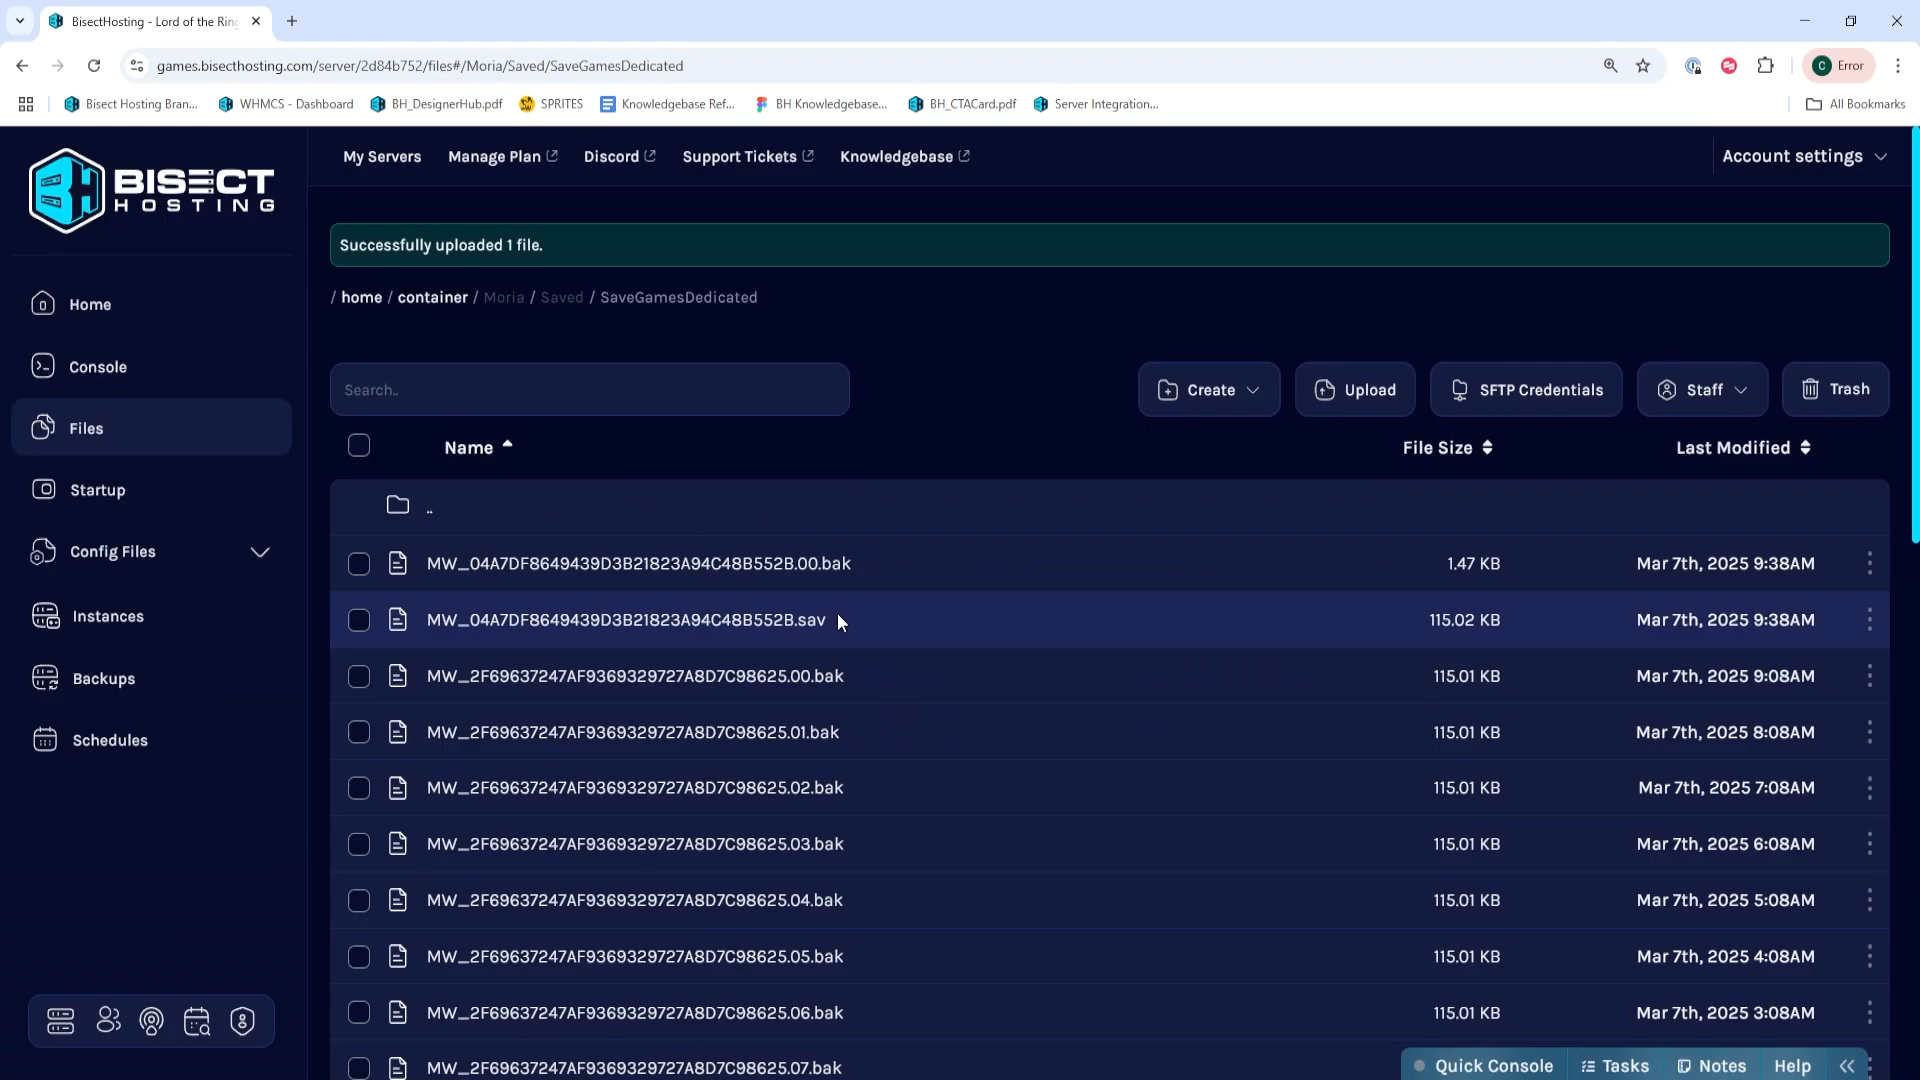 BisectHosting - Lord of the Rin
games.bisecthosting.com/server/2d84b752/files#/Moria/Saved/SaveGamesDedicated
C Error
Bisect Hosting Bran... WHMCS - Dashboard BH_DesignerHub.pdf SPRITES Knowledgebase Ref... BH Knowledgebase... BH_CTACard.pdf Server Integration... All Bookmarks
BISECT
HOSTING
My Servers Manage Plan Discord Support Tickets Knowledgebase Account settings
Successfully uploaded 1 file.
/ home / container / Moria / Saved / SaveGamesDedicated
Home
Console
Files
Startup
Config Files
Instances
Backups
Schedules
Search.. Create Upload SFTP Credentials Staff Trash
Name File Size Last Modified
..
MW_04A7DF8649439D3B21823A94C48B552B.00.bak 1.47 KB Mar 7th, 2025 9:38AM
MW_04A7DF8649439D3B21823A94C48B552B.sav 115.02 KB Mar 7th, 2025 9:38AM
MW_2F69637247AF9369329727A8D7C98625.00.bak 115.01 KB Mar 7th, 2025 9:08AM
MW_2F69637247AF9369329727A8D7C98625.01.bak 115.01 KB Mar 7th, 2025 8:08AM
MW_2F69637247AF9369329727A8D7C98625.02.bak 115.01 KB Mar 7th, 2025 7:08AM
MW_2F69637247AF9369329727A8D7C98625.03.bak 115.01 KB Mar 7th, 2025 6:08AM
MW_2F69637247AF9369329727A8D7C98625.04.bak 115.01 KB Mar 7th, 2025 5:08AM
MW_2F69637247AF9369329727A8D7C98625.05.bak 115.01 KB Mar 7th, 2025 4:08AM
MW_2F69637247AF9369329727A8D7C98625.06.bak 115.01 KB Mar 7th, 2025 3:08AM
MW_2F69637247AF9369329727A8D7C98625.07.bak
Quick Console Tasks Notes Help